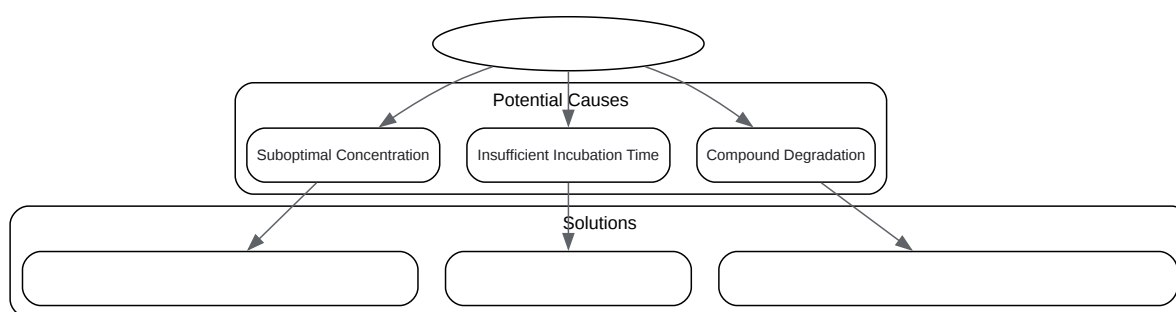 Potential Causes
Suboptimal Concentration
Insufficient Incubation Time
Compound Degradation
Solutions